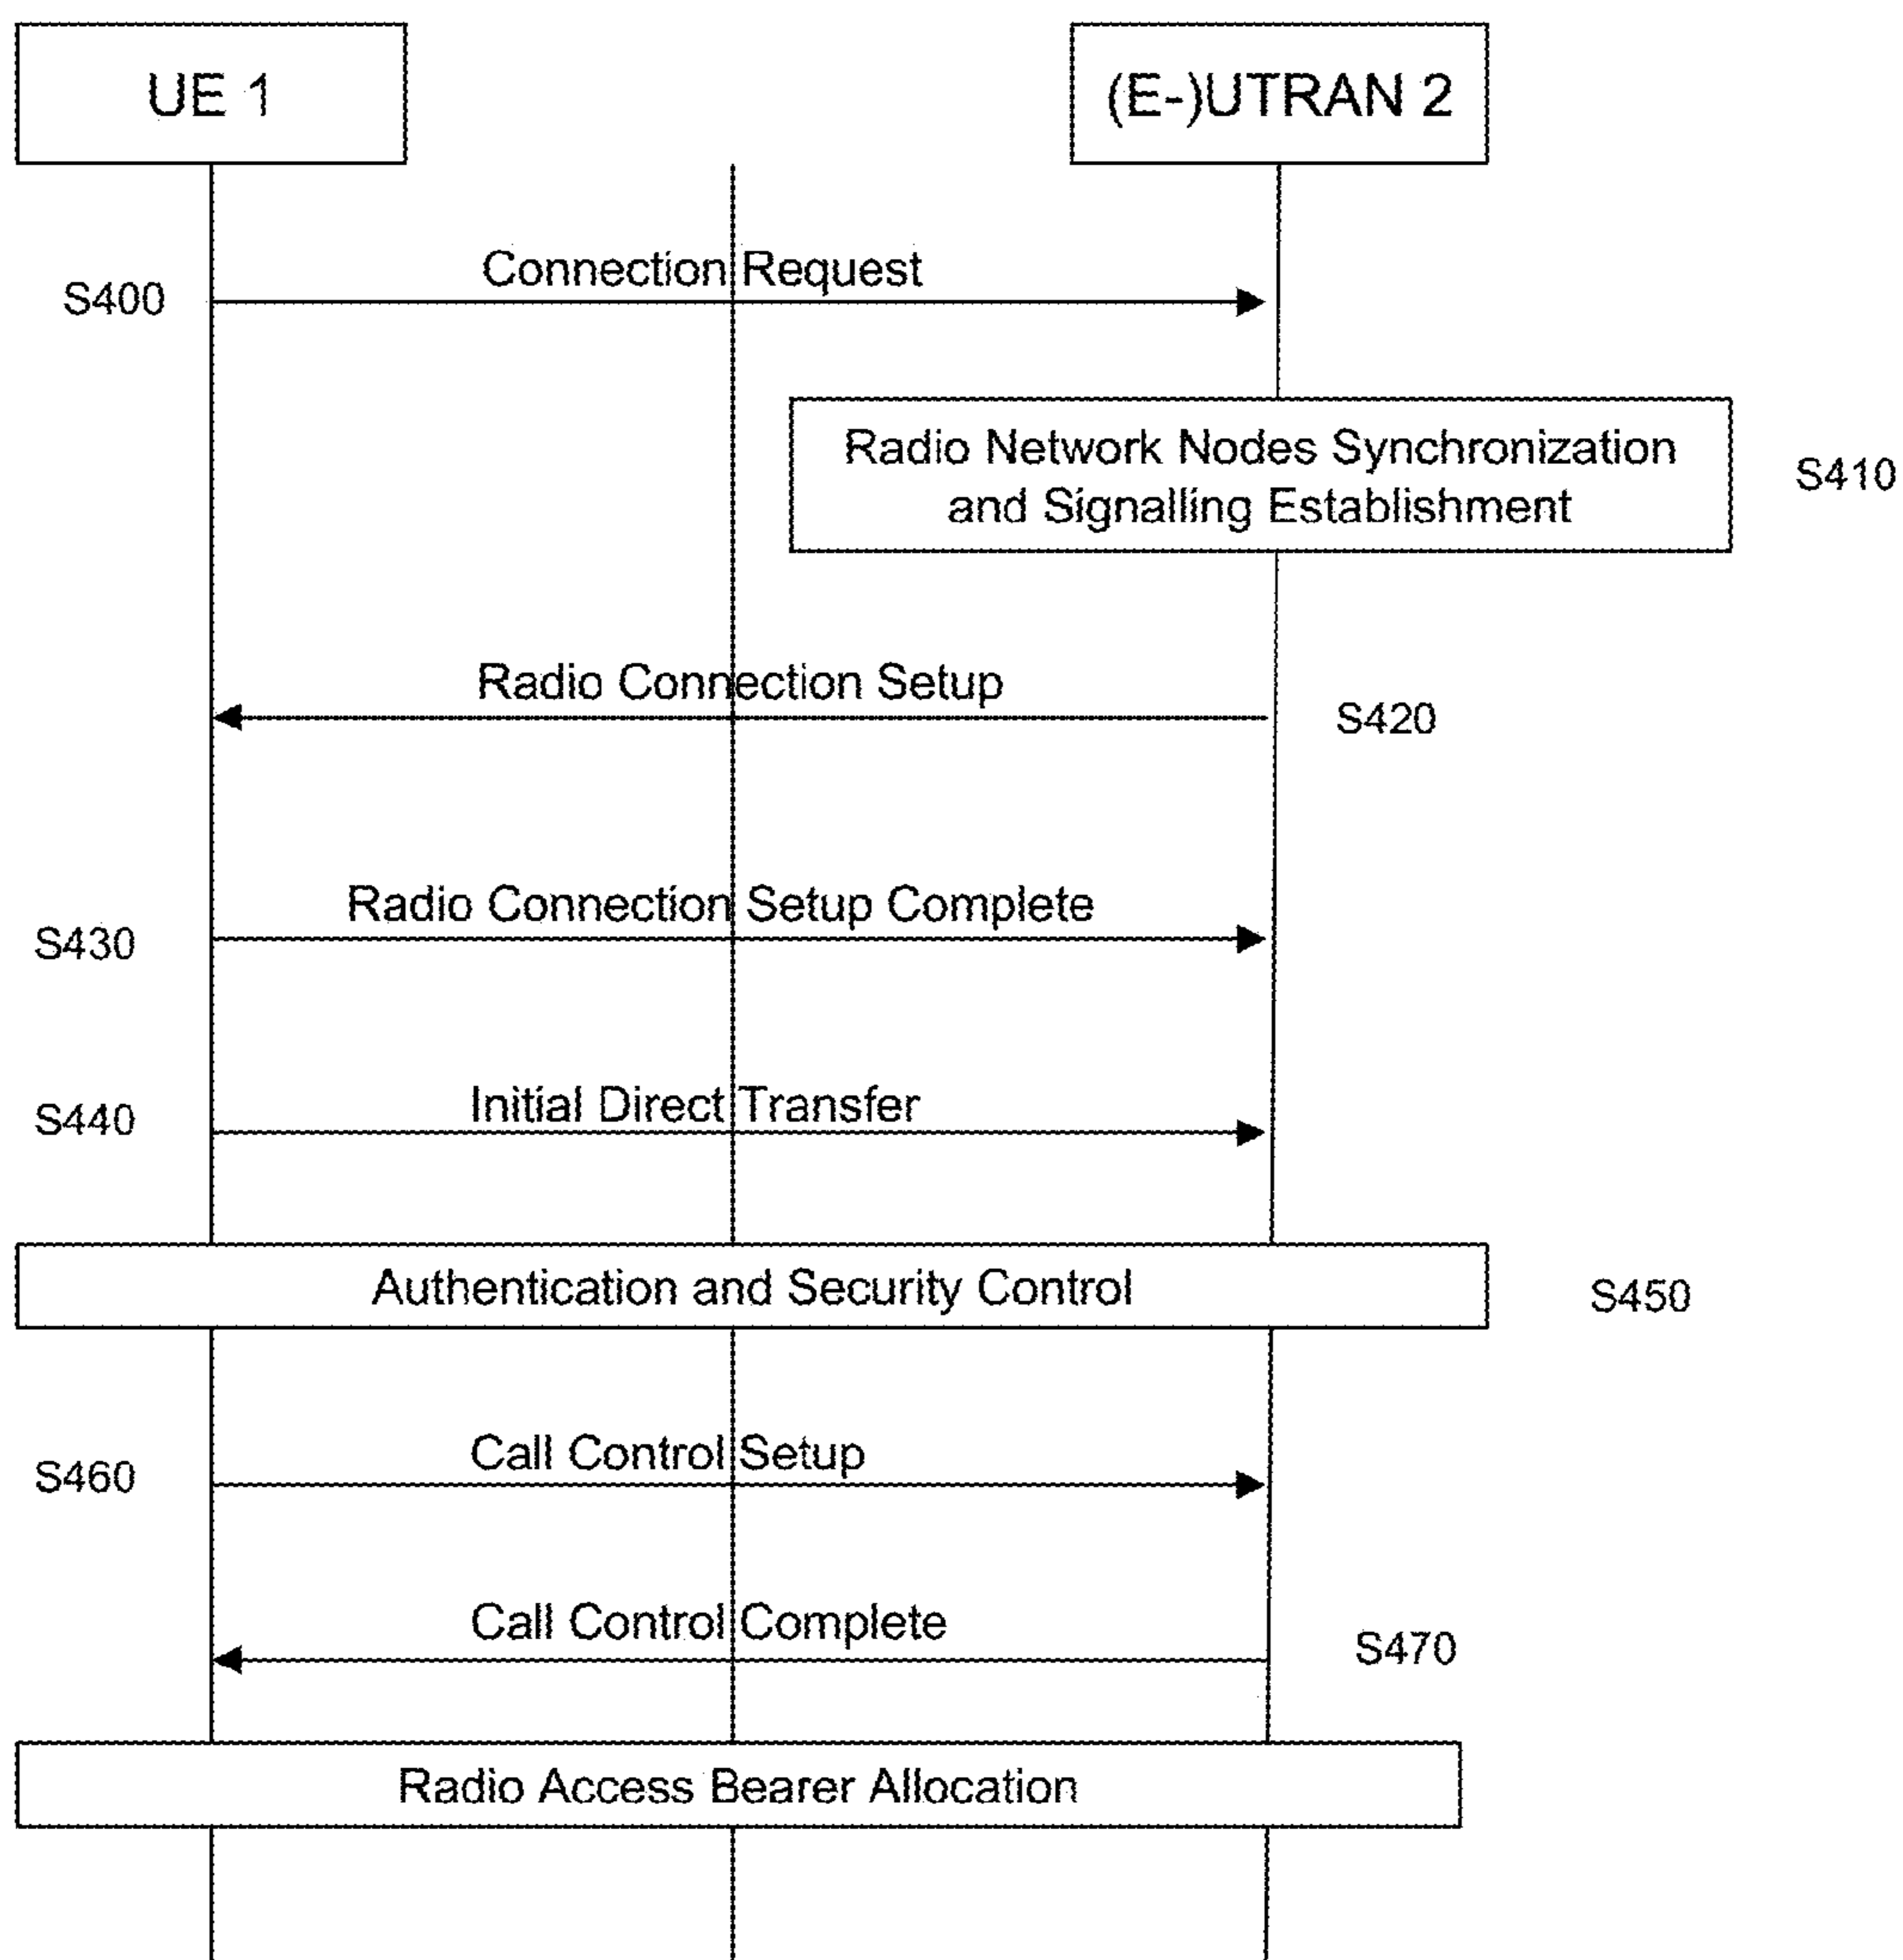 UE 1
(E-)UTRAN 2
Connection Request
S400
Radio Network Nodes Synchronization
and Signalling Establishment
S410
Radio Connection Setup
S420
Radio Connection Setup Complete
S430
Initial Direct Transfer
S440
Authentication and Security Control
S450
Call Control Setup
S460
Call Control Complete
S470
Radio Access Bearer Allocation